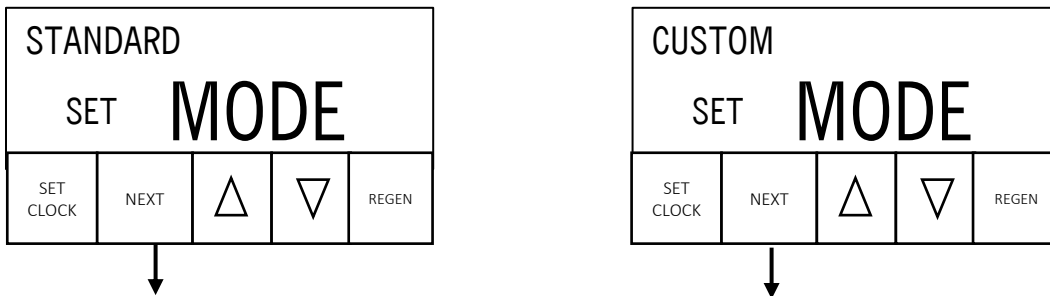 STANDARD
SET MODE
SET
CLOCK
NEXT
REGEN
CUSTOM
SET MODE
SET
CLOCK
NEXT
REGEN